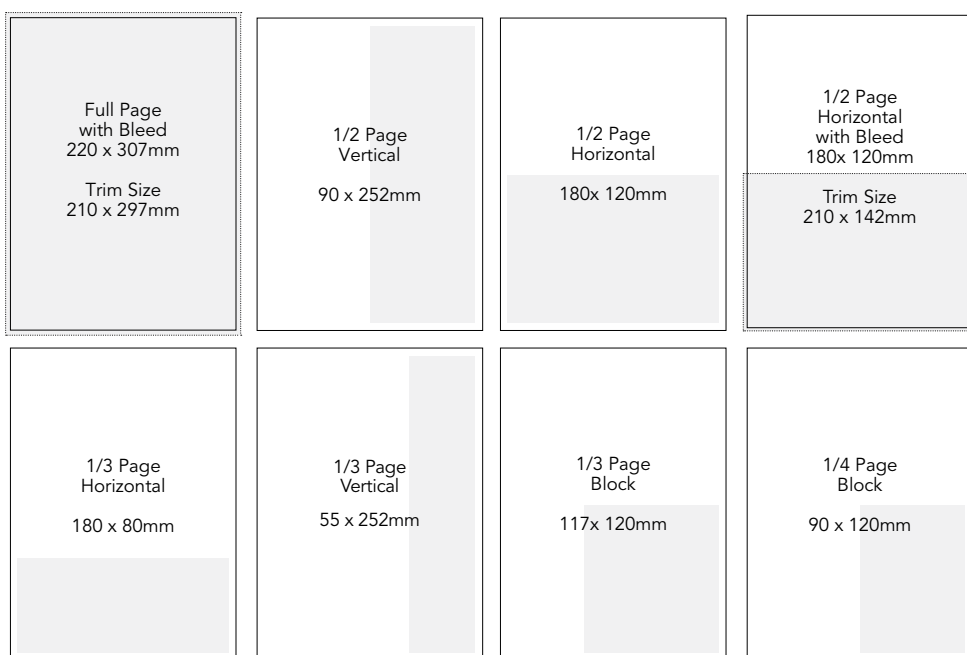 Full Page
with Bleed
220 x 307mm
Trim Size
210 x 297mm
1/2 Page
Vertical
90 x 252mm
1/2 Page
Horizontal
180x 120mm
1/2 Page
Horizontal
with Bleed
180x 120mm
Trim Size
210 x 142mm
1/3 Page
Horizontal
180 x 80mm
1/3 Page
Vertical
55 x 252mm
1/3 Page
Block
117x 120mm
1/4 Page
Block
90 x 120mm